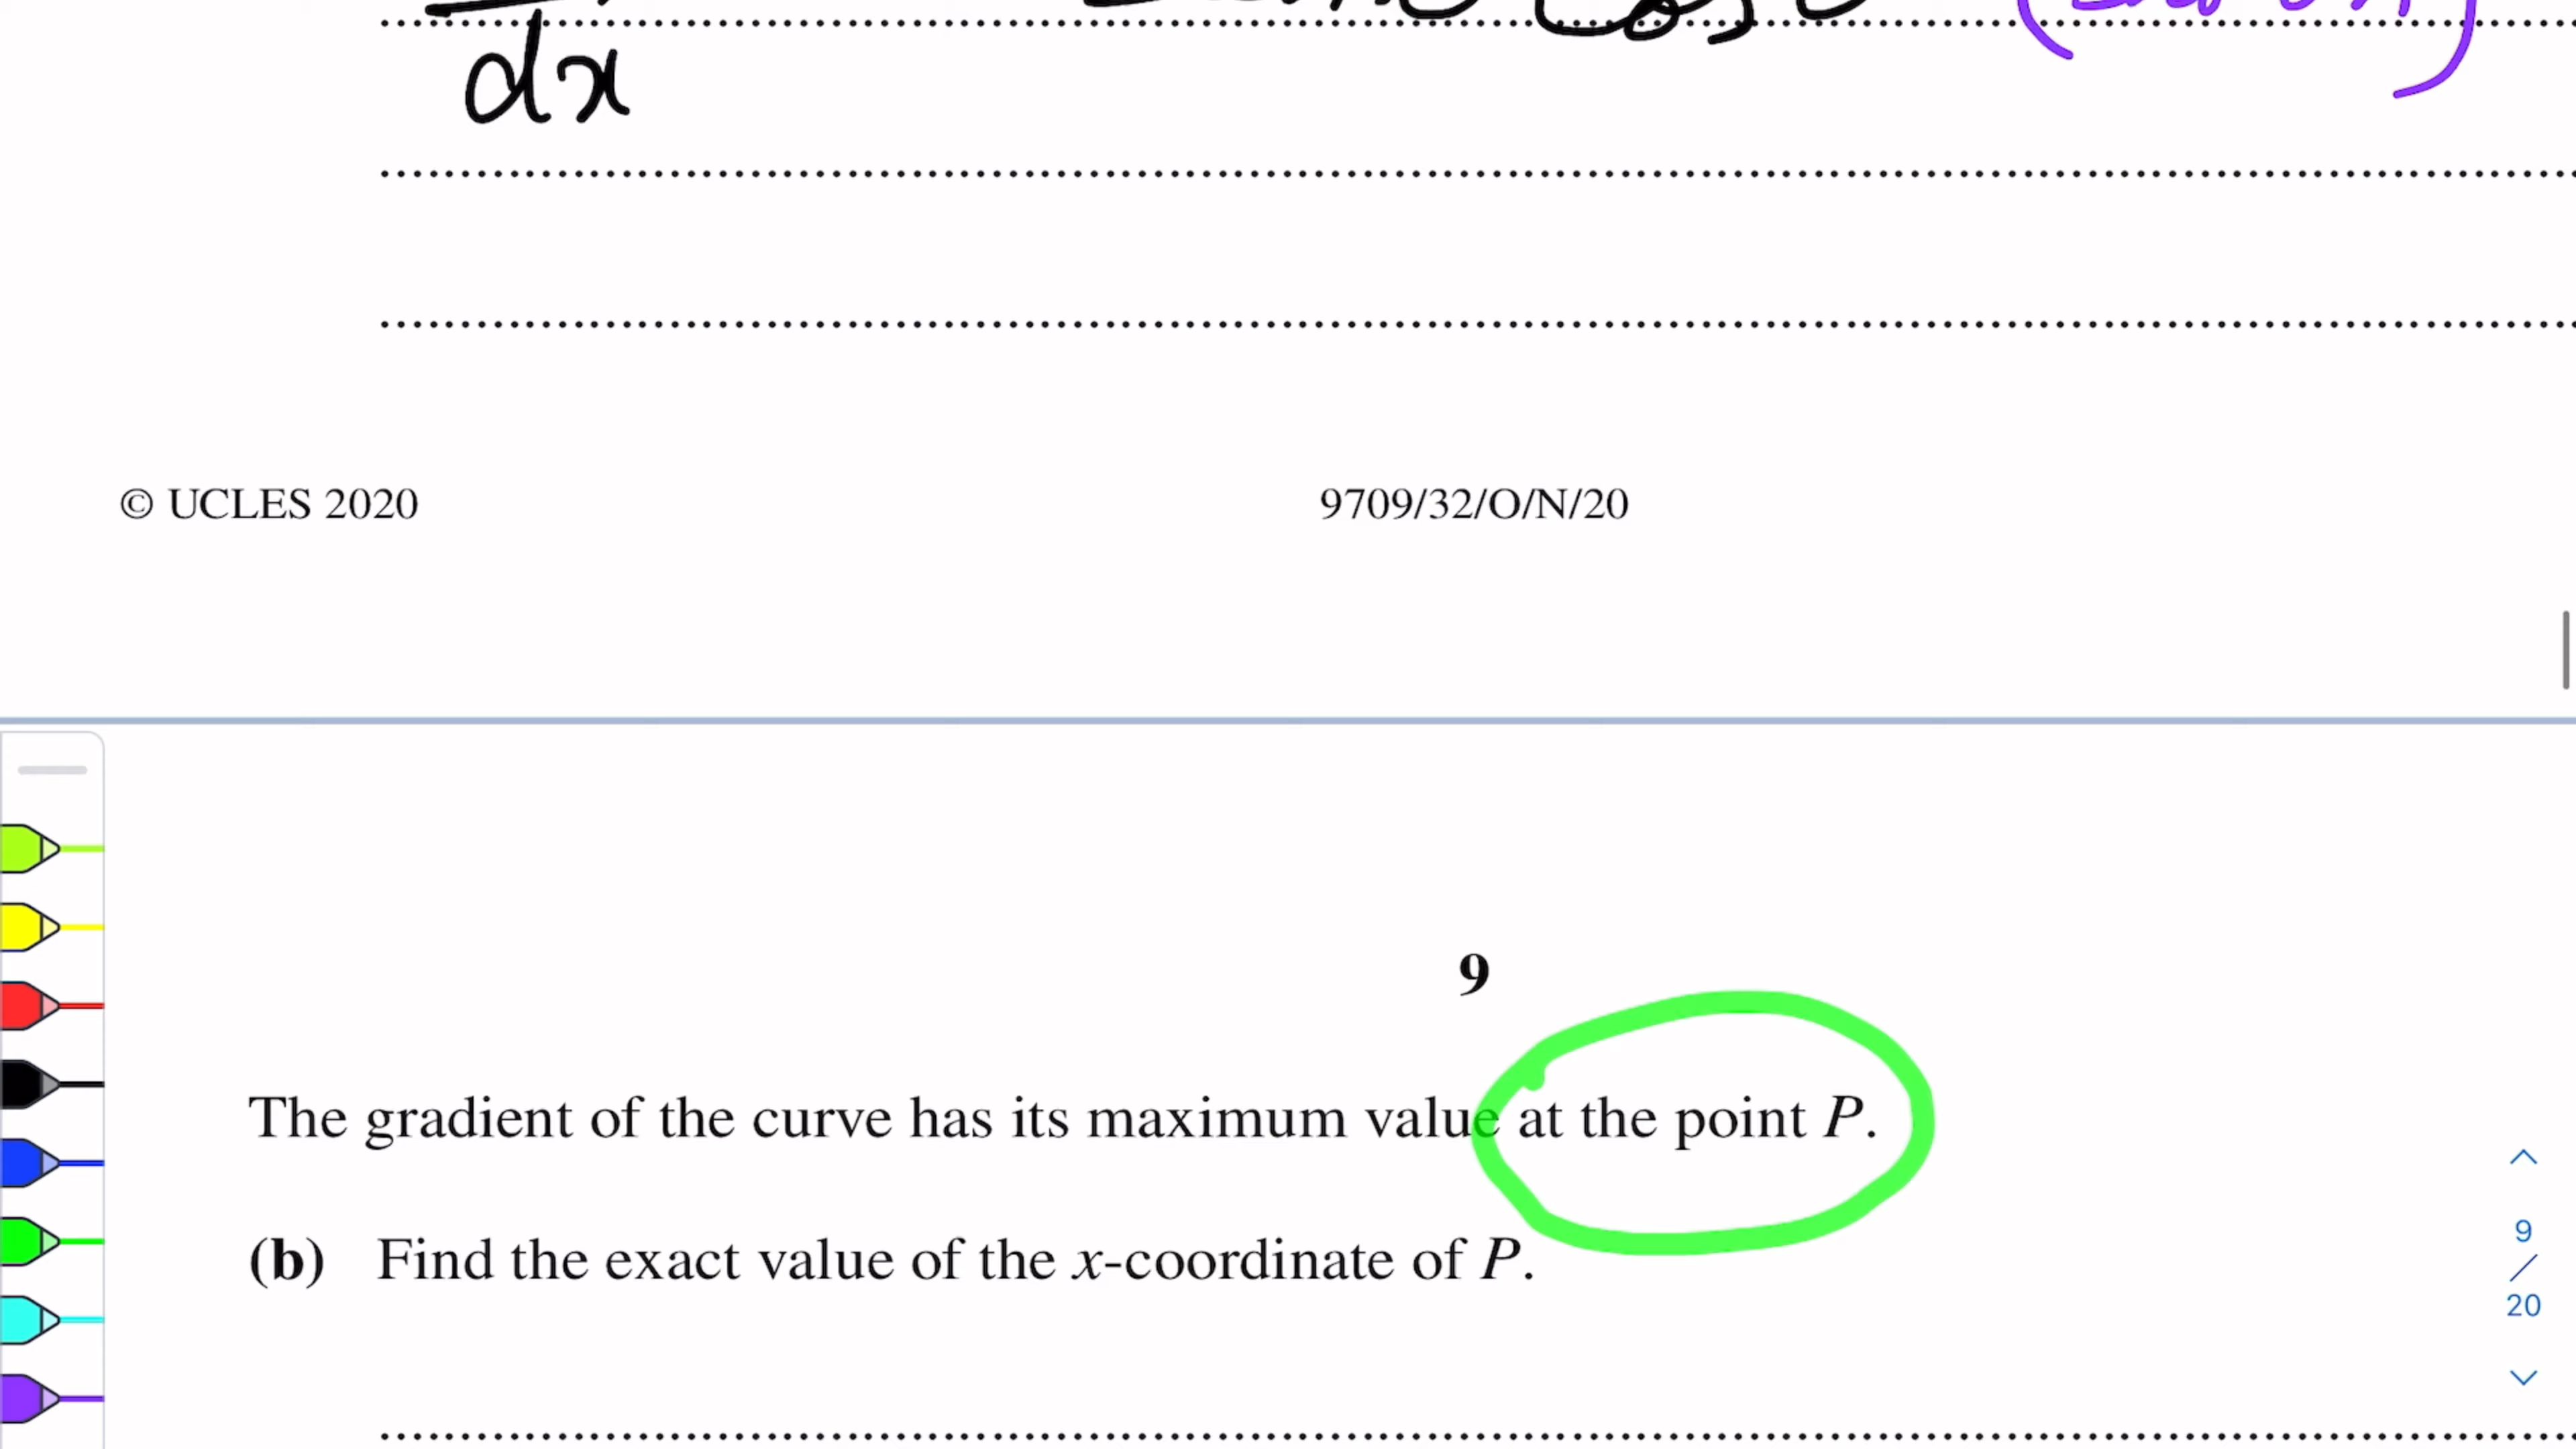 dx
© UCLES 2020 9709/32/O/N/20
9
The gradient of the curve has its maximum value at the point P.
(b) Find the exact value of the x-coordinate of P.
9
/
20